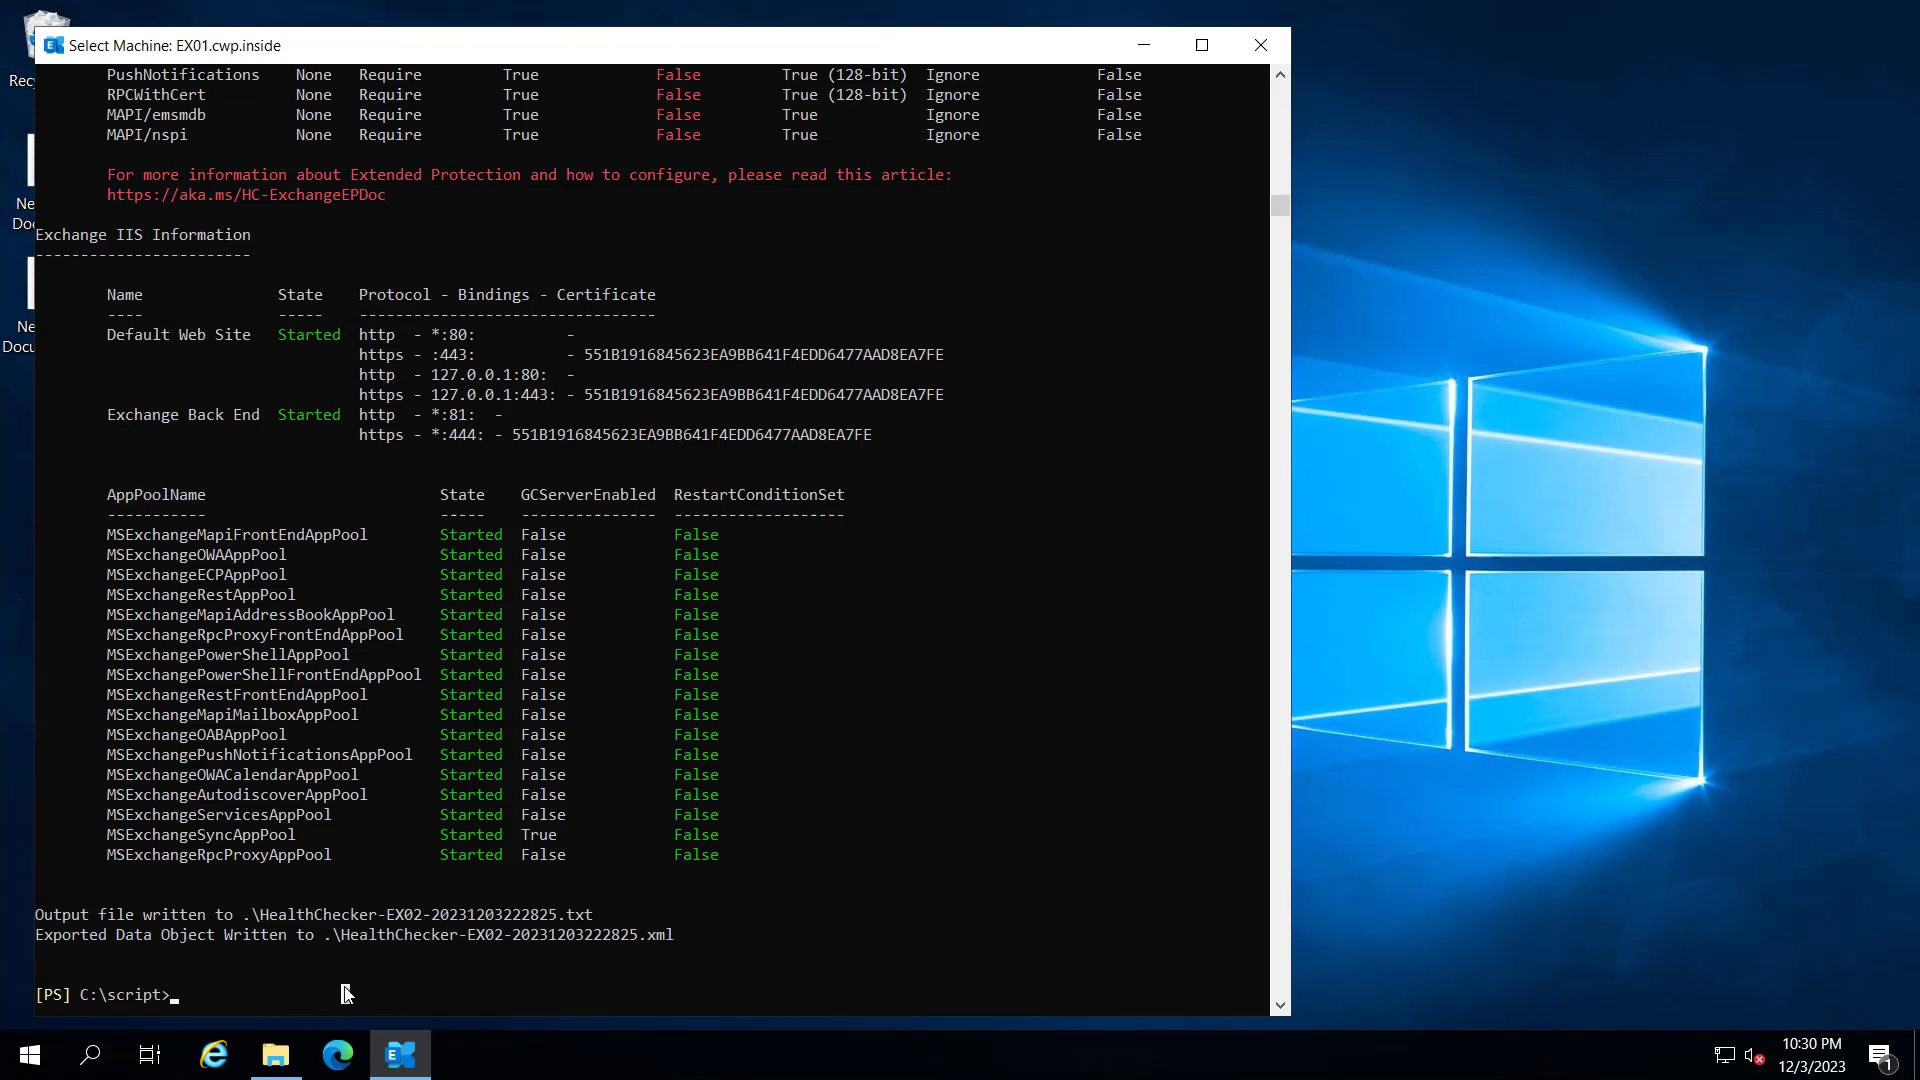 Recy
Ne
Doc
Ne
Docu
Select Machine: EX01.cwp.inside
PushNotifications None Require True False True (128-bit) Ignore False
RPCWithCert None Require True False True (128-bit) Ignore False
MAPI/emsmdb None Require True False True Ignore False
MAPI/nspi None Require True False True Ignore False
For more information about Extended Protection and how to configure, please read this article:
https://aka.ms/HC-ExchangeEPDoc
Exchange IIS Information
------------------------
Name State Protocol - Bindings - Certificate
---- ----- ---------------------------------
Default Web Site Started http - *:80: -
https - :443: - 551B1916845623EA9BB641F4EDD6477AAD8EA7FE
http - 127.0.0.1:80: -
https - 127.0.0.1:443: - 551B1916845623EA9BB641F4EDD6477AAD8EA7FE
Exchange Back End Started http - *:81: -
https - *:444: - 551B1916845623EA9BB641F4EDD6477AAD8EA7FE
AppPoolName State GCServerEnabled RestartConditionSet
----------- ----- --------------- -------------------
MSExchangeMapiFrontEndAppPool Started False False
MSExchangeOWAAppPool Started False False
MSExchangeECPAppPool Started False False
MSExchangeRestAppPool Started False False
MSExchangeMapiAddressBookAppPool Started False False
MSExchangeRpcProxyFrontEndAppPool Started False False
MSExchangePowerShellAppPool Started False False
MSExchangePowerShellFrontEndAppPool Started False False
MSExchangeRestFrontEndAppPool Started False False
MSExchangeMapiMailboxAppPool Started False False
MSExchangeOABAppPool Started False False
MSExchangePushNotificationsAppPool Started False False
MSExchangeOWACalendarAppPool Started False False
MSExchangeAutodiscoverAppPool Started False False
MSExchangeServicesAppPool Started False False
MSExchangeSyncAppPool Started True False
MSExchangeRpcProxyAppPool Started False False
Output file written to .\HealthChecker-EX02-20231203222825.txt
Exported Data Object Written to .\HealthChecker-EX02-20231203222825.xml
[PS] C:\script>_
10:30 PM
12/3/2023
1